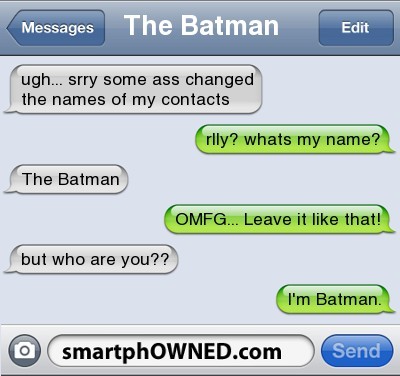 Messages
The Batman
Edit
ugh... srry some ass changed
the names of my contacts
rlly? whats my name?
The Batman
OMFG... Leave it like that!
but who are you??
I'm Batman.
smartphOWNED.com
Send